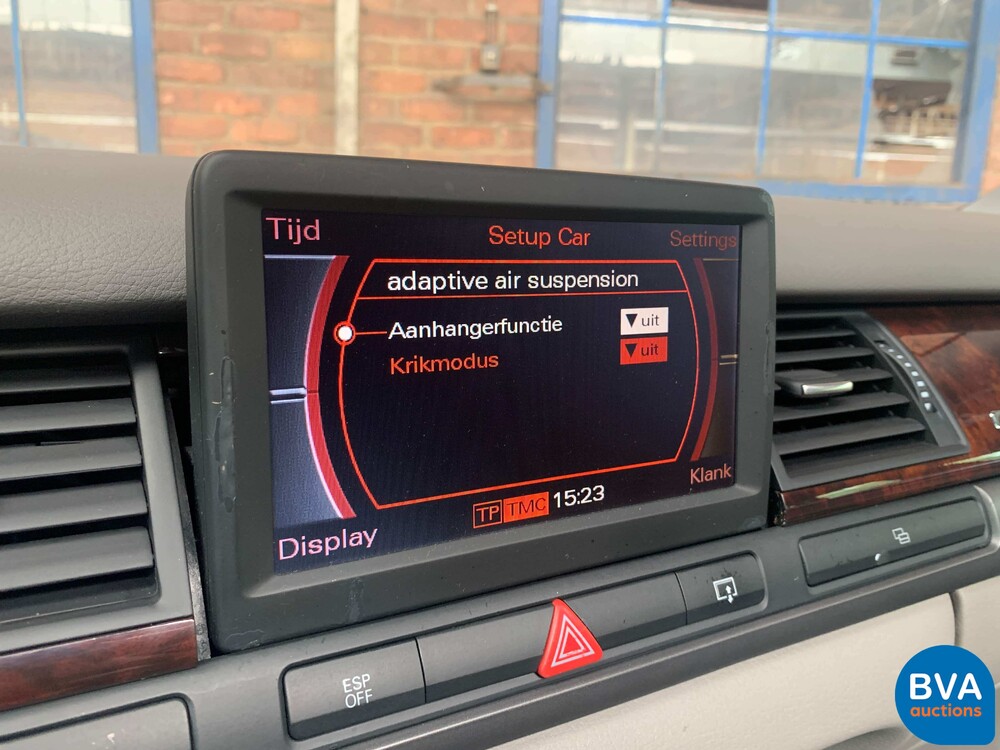 Tijd
Setup Car
Settings
adaptive air suspension
Aanhangerfunctie
▼ uit
Krikmodus
▼ uit
Klank
TP TMC 15:23
Display
ESP
OFF
BVA
auctions